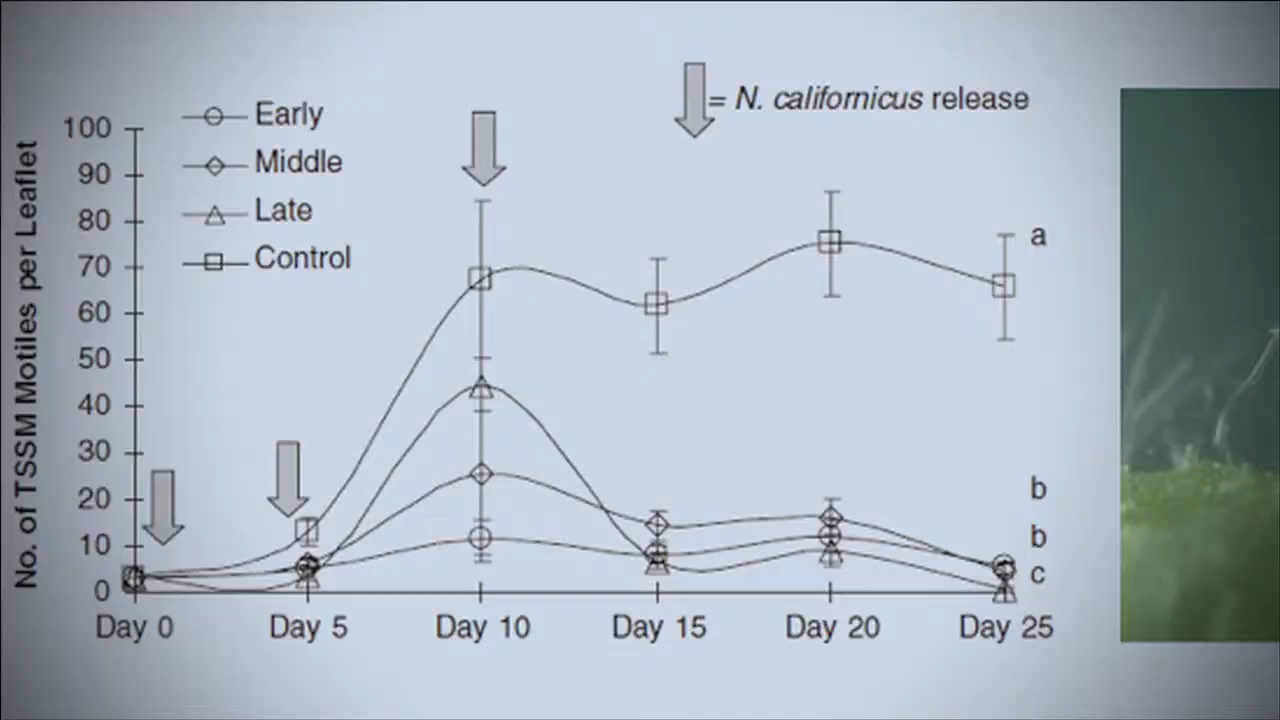 = N. californicus release
Early
Middle
Late
Control
No. of TSSM Motiles per Leaflet
100
90
80
70
60
50
40
30
20
10
0
Day 0 Day 5 Day 10 Day 15 Day 20 Day 25
a
b
b
c